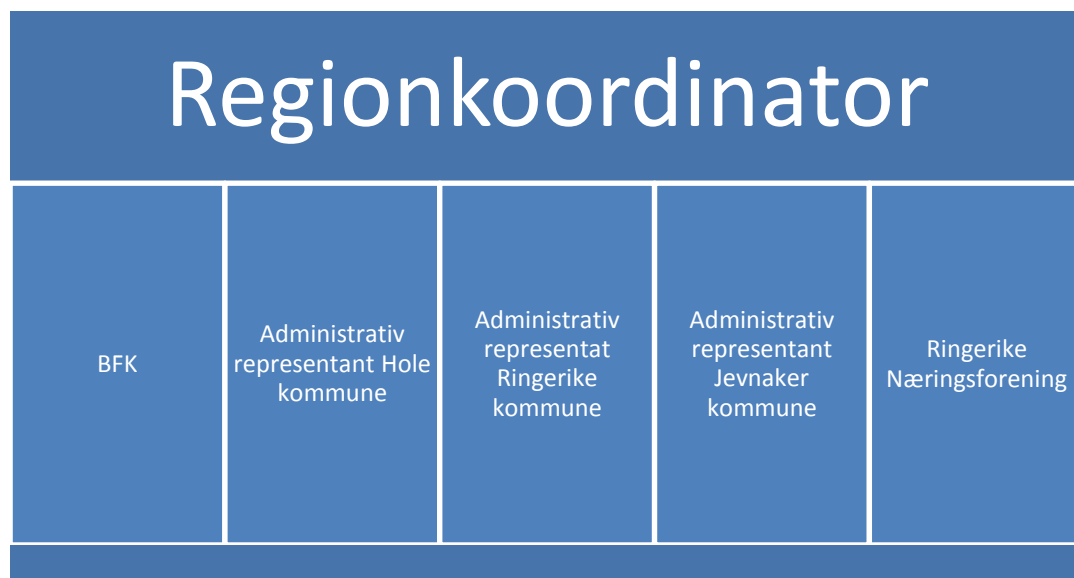 Regionkoordinator
BFK
Administrativ
representant Hole
kommune
Administrativ
representat
Ringerike
kommune
Administrativ
representant
Jevnaker
kommune
Ringerike
Næringsforening